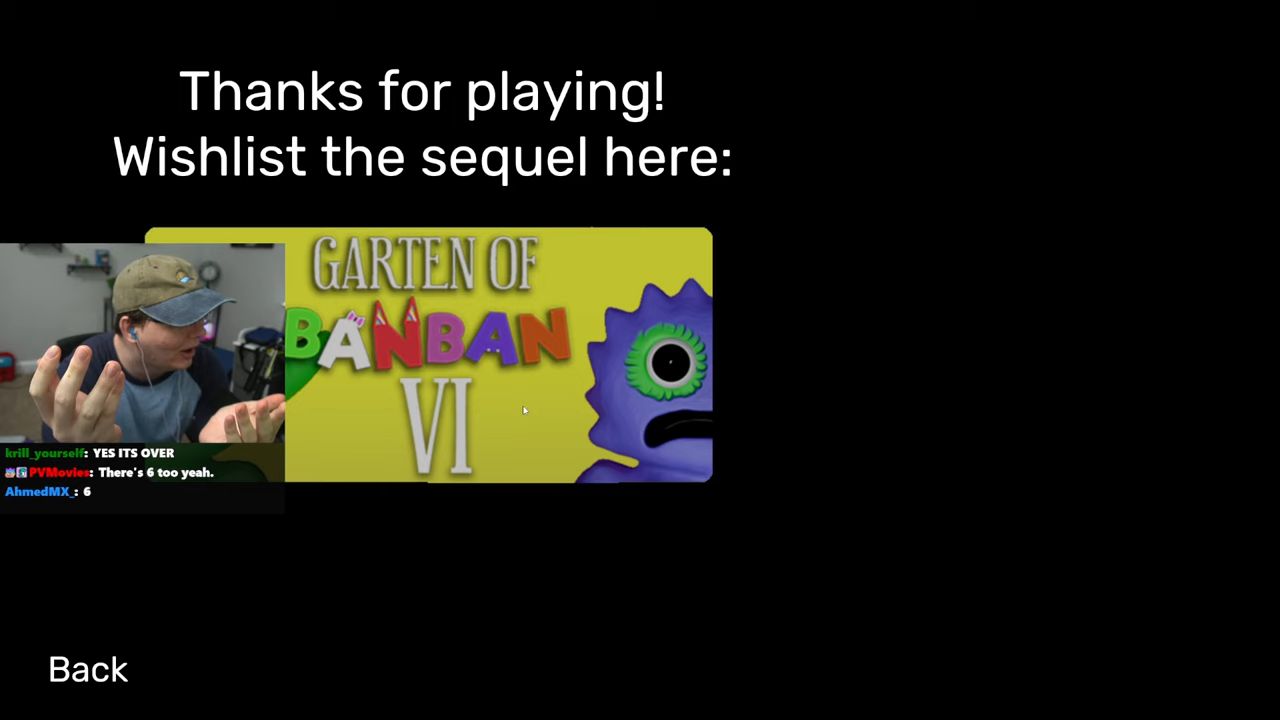 Thanks for playing!
Wishlist the sequel here:
GARTEN OF
BANBAN
VI
krill_yourself: YES ITS OVER
PVMovies: There's 6 too yeah.
AhmedMX_: 6
Back